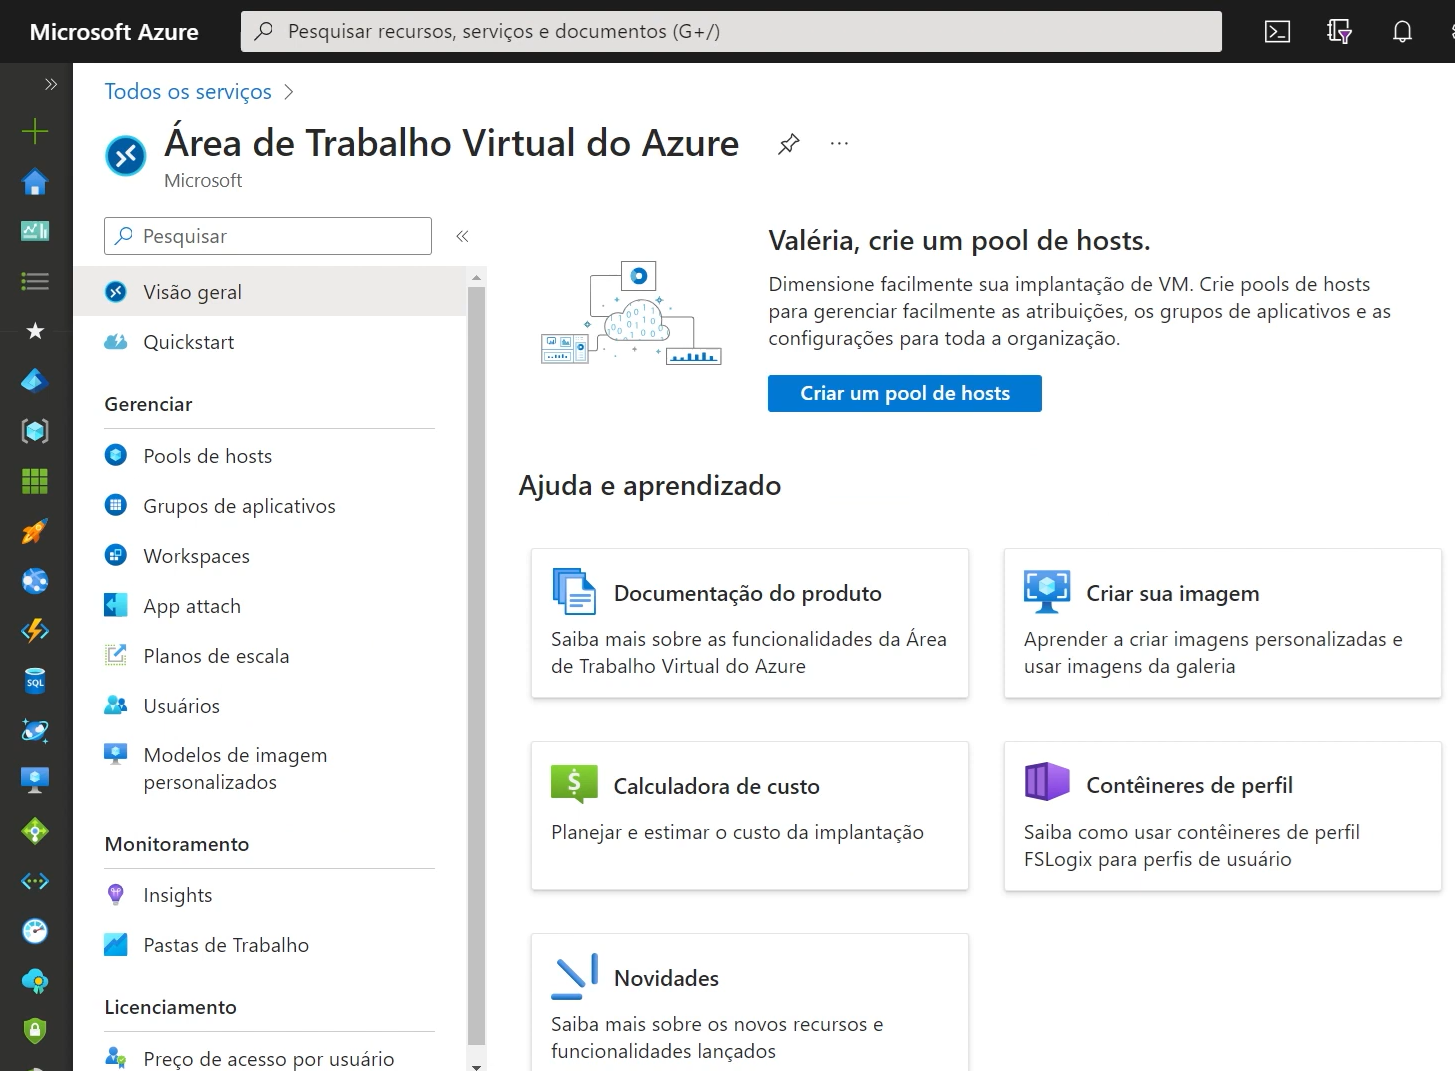 Microsoft Azure
Pesquisar recursos, serviços e documentos (G+/)
Todos os serviços
Área de Trabalho Virtual do Azure
Microsoft
Pesquisar
Visão geral
Quickstart
Gerenciar
Pools de hosts
Grupos de aplicativos
Workspaces
App attach
Planos de escala
Usuários
Modelos de imagem
personalizados
Monitoramento
Insights
Pastas de Trabalho
Licenciamento
Preço de acesso por usuário
SQL
Valéria, crie um pool de hosts.
Dimensione facilmente sua implantação de VM. Crie pools de hosts
para gerenciar facilmente as atribuições, os grupos de aplicativos e as
configurações para toda a organização.
Criar um pool de hosts
Ajuda e aprendizado
Documentação do produto
Saiba mais sobre as funcionalidades da Área
de Trabalho Virtual do Azure
Criar sua imagem
Aprender a criar imagens personalizadas e
usar imagens da galeria
Calculadora de custo
Planejar e estimar o custo da implantação
Contêineres de perfil
Saiba como usar contêineres de perfil
FSLogix para perfis de usuário
Novidades
Saiba mais sobre os novos recursos e
funcionalidades lançados